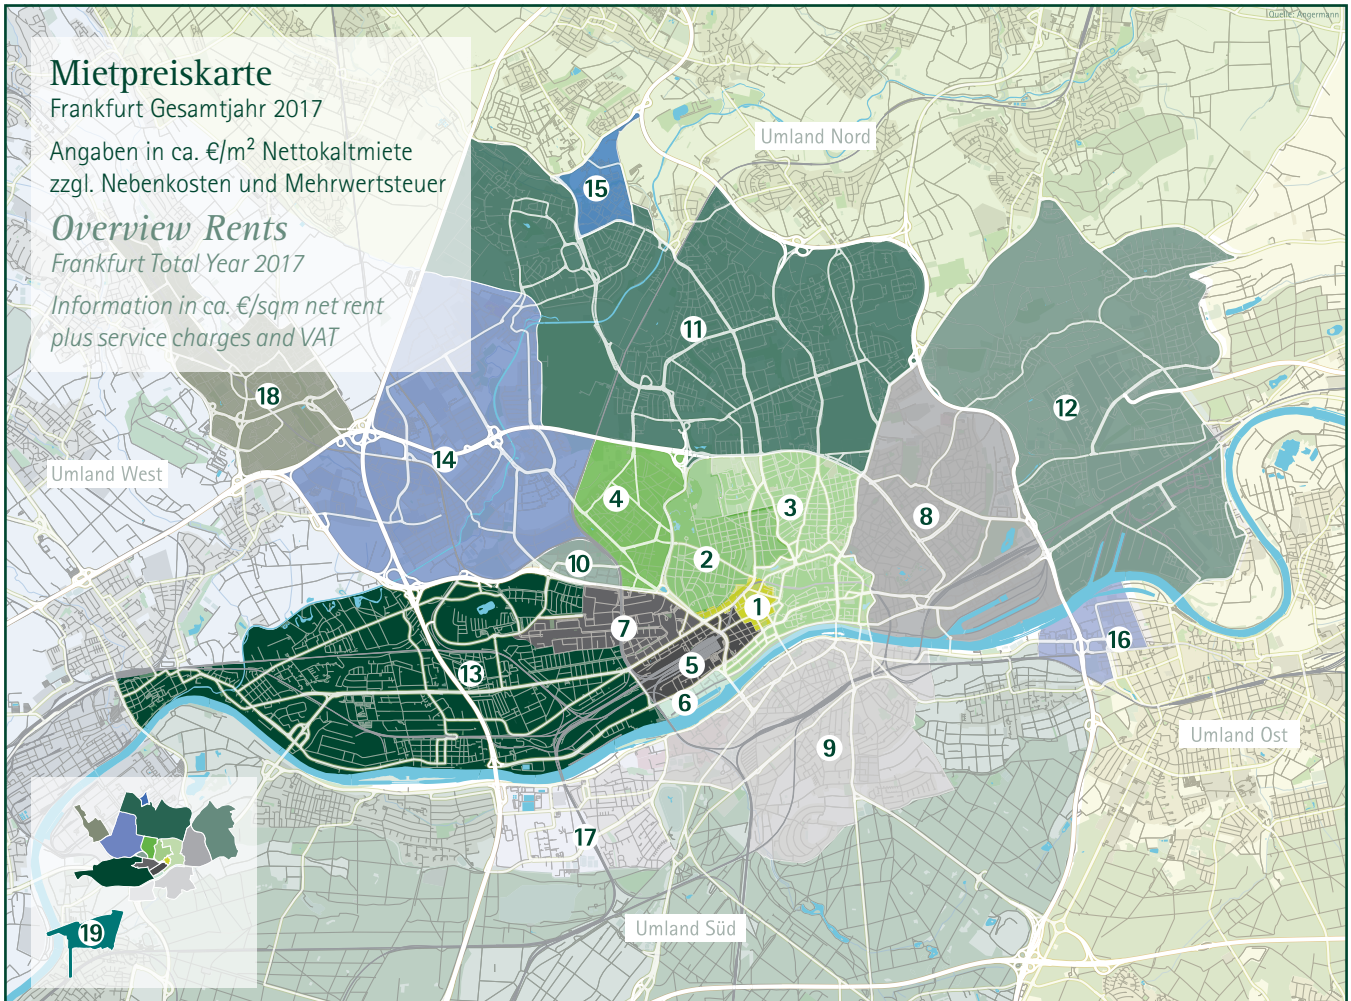 (Quelle: Angermann
Mietpreiskarte
Frankfurt Gesamtjahr 2017
Angaben in ca. €/m² Nettokaltmiete
zzgl. Nebenkosten und Mehrwertsteuer
Overview Rents
Frankfurt Total Year 2017
Information in ca. €/sqm net rent
plus service charges and VAT
Umland Nord
15
11
18
12
Umland West
14
4
3
8
2
10
1
7
16
5
13
6
Umland Ost
9
17
Umland Süd
19